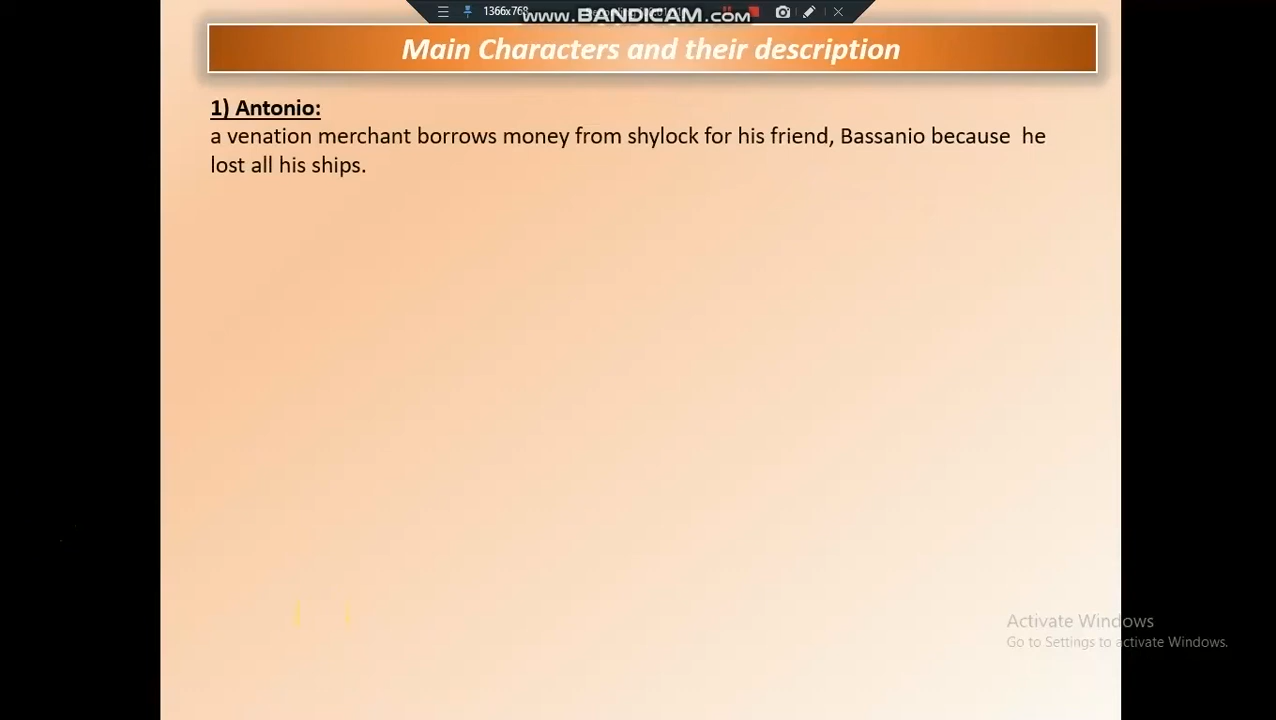 1366x768
www.BANDICAM.com
Main Characters and their description
1) Antonio:
a venation merchant borrows money from shylock for his friend, Bassanio because he
lost all his ships.
Activate Windows
Go to Settings to activate Windows.